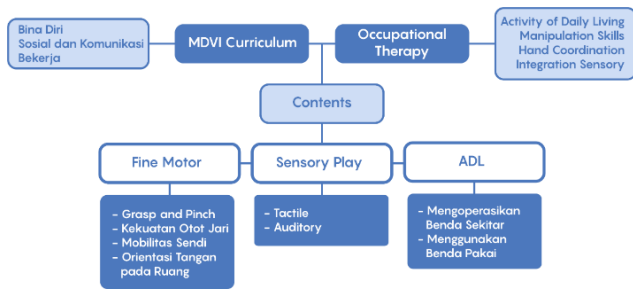 Bina Diri
Sosial dan Komunikasi
Bekerja
MDVI Curriculum
Occupational
Therapy
Activity of Daily Living
Manipulation Skills
Hand Coordination
Integration Sensory
Contents
Fine Motor
Sensory Play
ADL
- Grasp and Pinch
- Kekuatan Otot Jari
- Mobilitas Sendi
- Orientasi Tangan
pada Ruang
- Tactile
- Auditory
- Mengoperasikan
Benda Sekitar
- Menggunakan
Benda Pakai